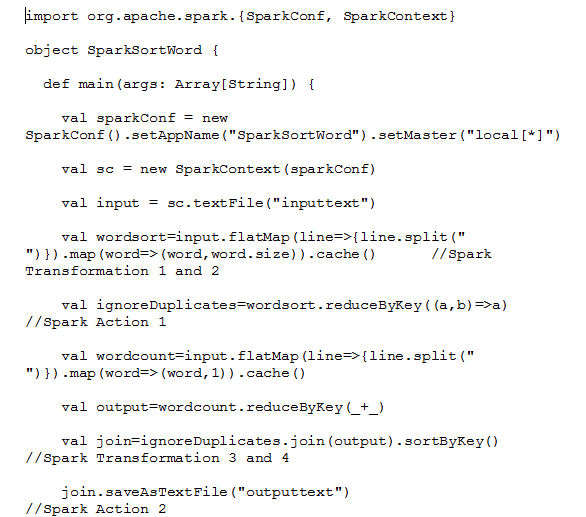 import org.apache.spark.{SparkConf, SparkContext}
object SparkSortWord {
def main(args: Array[String]) {
val sparkConf = new
SparkConf().setAppName("SparkSortWord").setMaster("local[*]")
val sc = new SparkContext(sparkConf)
val input = sc.textFile("inputtext")
val wordsort=input.flatMap(line=>{line.split("
")}).map(word=>(word,word.size)).cache() //Spark
Transformation 1 and 2
val ignoreDuplicates=wordsort.reduceByKey((a,b)=>a)
//Spark Action 1
val wordcount=input.flatMap(line=>{line.split("
")}).map(word=>(word,1)).cache()
val output=wordcount.reduceByKey(_+_)
val join=ignoreDuplicates.join(output).sortByKey()
//Spark Transformation 3 and 4
join.saveAsTextFile("outputtext")
//Spark Action 2